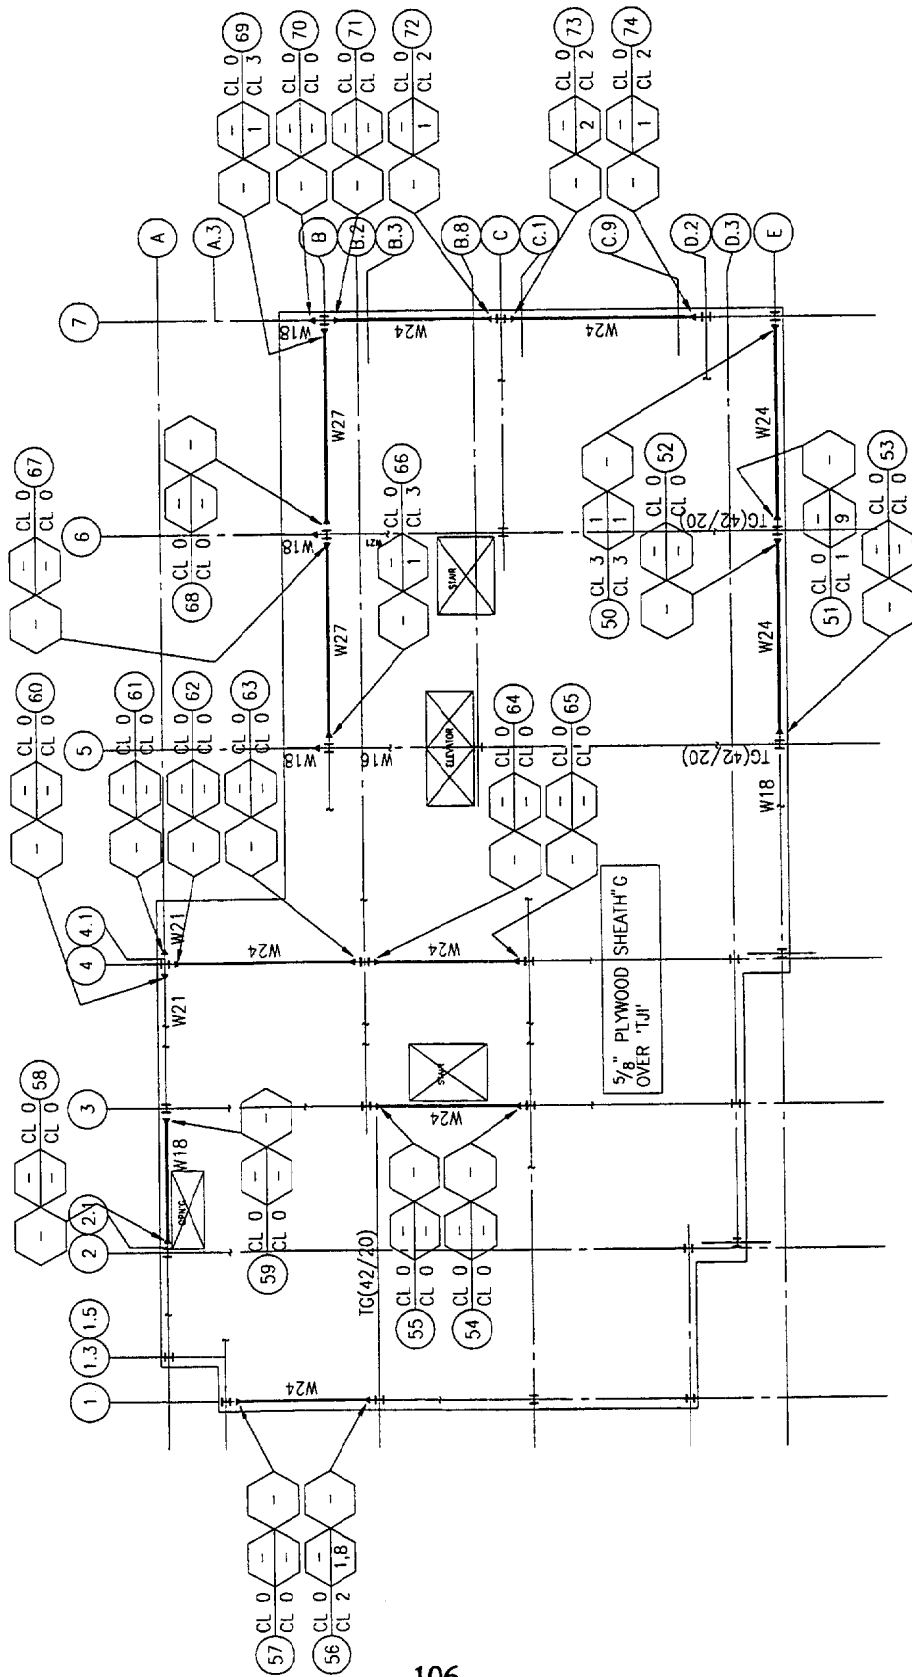 1
1.3
1.5
2
2.1
3
4
4.1
5
6
7
A
A.3
B
B.2
B.3
B.8
C
C.1
C.9
D.2
D.3
E
57 CL 0 - -
CL 0 -
56 CL 0 - -
CL 2 1,8
58 CL 0 - -
CL 0 -
59 CL 0 - -
CL 0 -
55 CL 0 - -
CL 0 -
54 CL 0 - -
CL 0 -
60 CL 0 - -
CL 0 -
61 CL 0 - -
CL 0 -
62 CL 0 - -
CL 0 -
63 CL 0 - -
CL 0 -
64 CL 0 - -
CL 0 -
65 CL 0 - -
CL 0 -
67 CL 0 - -
CL 0 -
68 CL 0 - -
CL 0 -
66 CL 0 - -
CL 3 1
50 CL 3 1 -
CL 3 1
52 CL 0 - -
CL 0 -
51 CL 0 - -
CL 1 9
53 CL 0 - -
CL 0 -
69 CL 0 - -
CL 3 1
70 CL 0 - -
CL 0 -
71 CL 0 - -
CL 0 -
72 CL 0 - -
CL 2 1
73 CL 0 - -
CL 2 2
74 CL 0 - -
CL 2 1
W24
W18
OPN'G
TG(42/20)
W24
STAIR
W21
W21
W24
W24
5/8" PLYWOOD SHEATH'G
OVER 'TJI'
W18
W16
ELEVATOR
TG(42/20)
W18
W27
W18
W21
STAIR
TG(42/20)
W24
W27
W18
W24
W24
W24
106